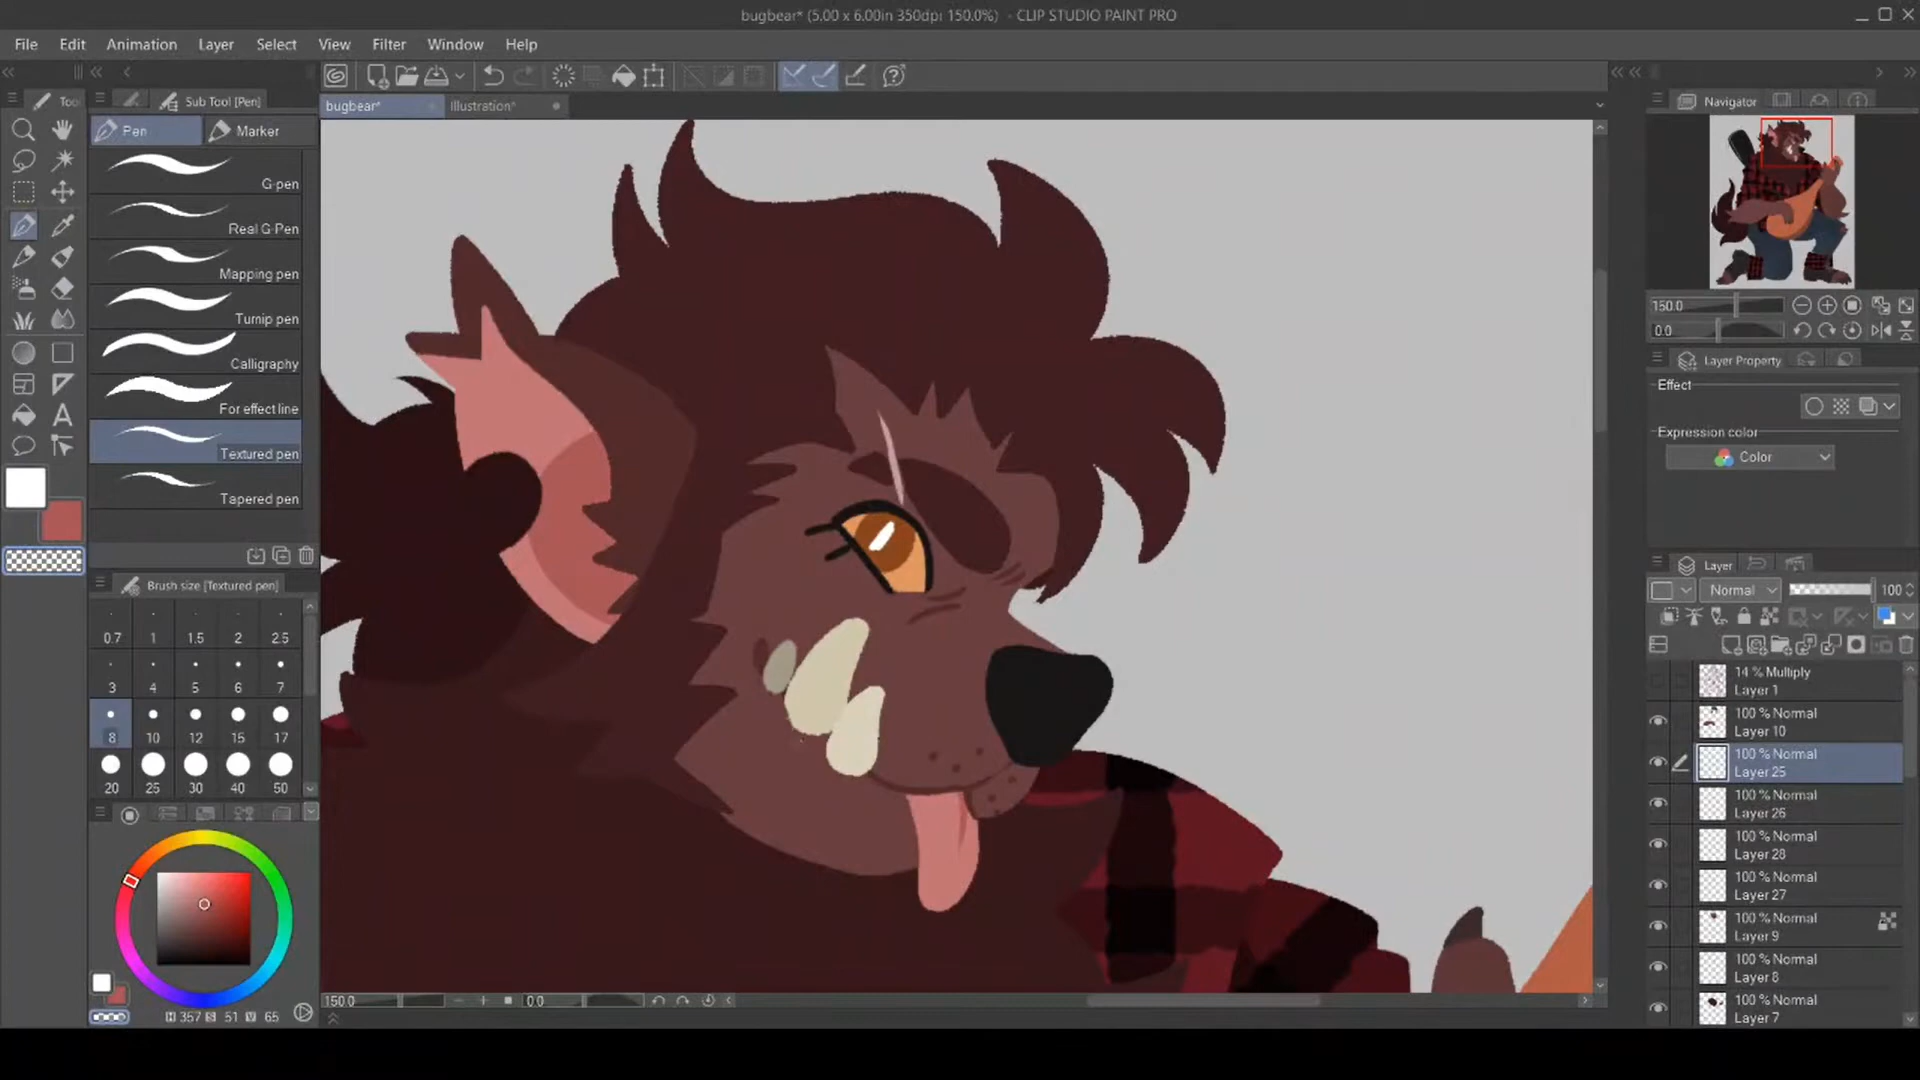 bugbear* (5.00 x 6.00in 350dpi 150.0%) - CLIP STUDIO PAINT PRO
File Edit Animation Layer Select View Filter Window Help
Too Sub Tool [Pen]
bugbear* Illustration*
Navigator
Pen Marker
G-pen
Real G-Pen
Mapping pen
Turnip pen
Calligraphy
For effect line
Textured pen
Tapered pen
Brush size [Textured pen]
0.7 1 1.5 2 2.5
3 4 5 6 7
8 10 12 15 17
20 25 30 40 50
H 357 S 51 V 65
150.0 0.0
150.0
0.0
Layer Property
Effect
Expression color
Color
Layer
Normal 100
14 % Multiply
Layer 1
100 % Normal
Layer 10
100 % Normal
Layer 25
100 % Normal
Layer 26
100 % Normal
Layer 28
100 % Normal
Layer 27
100 % Normal
Layer 9
100 % Normal
Layer 8
100 % Normal
Layer 7